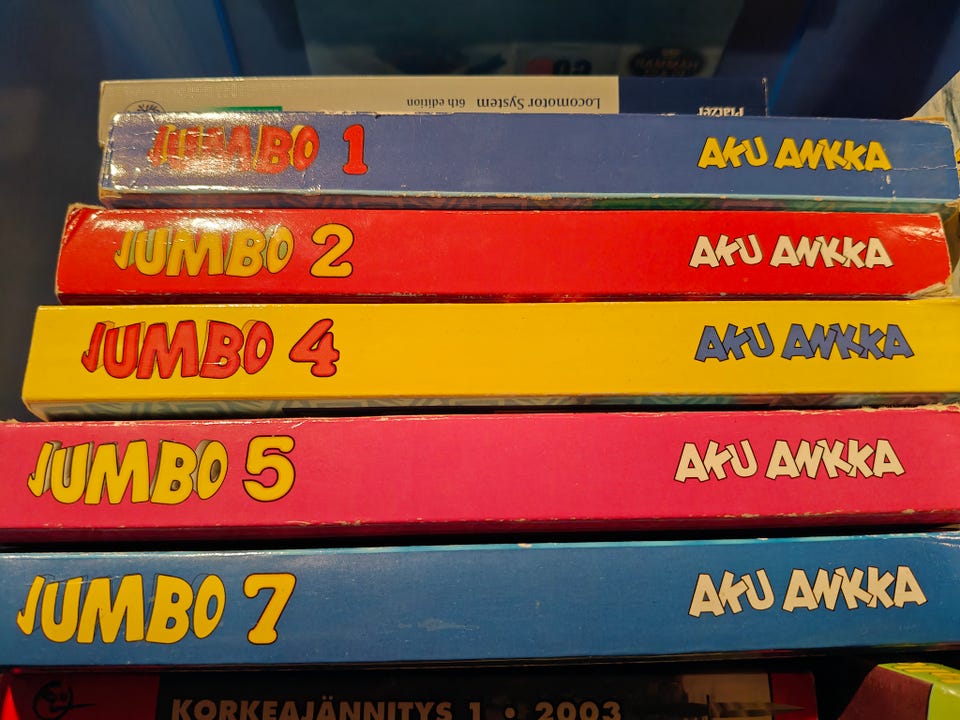 Locomotor System 6th edition Platzer
JUMBO 1 AKU ANKKA
JUMBO 2 AKU ANKKA
JUMBO 4 AKU ANKKA
JUMBO 5 AKU ANKKA
JUMBO 7 AKU ANKKA
KORKEAJÄNNITYS 1 • 2003